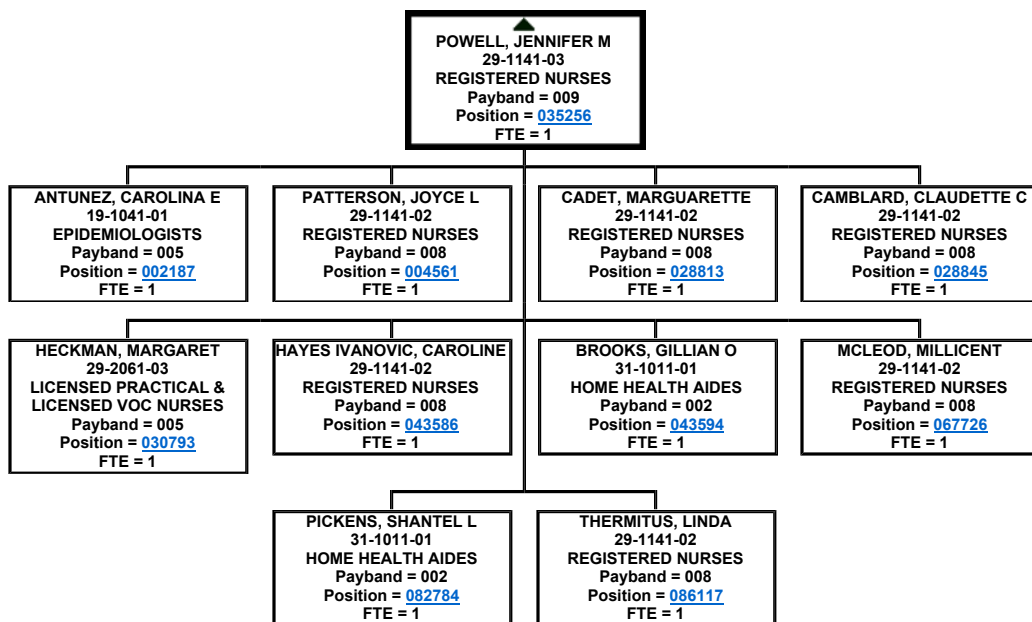 POWELL, JENNIFER M
29-1141-03
REGISTERED NURSES
Payband = 009
Position = 035256
FTE = 1
ANTUNEZ, CAROLINA E
19-1041-01
EPIDEMIOLOGISTS
Payband = 005
Position = 002187
FTE = 1
PATTERSON, JOYCE L
29-1141-02
REGISTERED NURSES
Payband = 008
Position = 004561
FTE = 1
CADET, MARGUARETTE
29-1141-02
REGISTERED NURSES
Payband = 008
Position = 028813
FTE = 1
CAMBLARD, CLAUDETTE C
29-1141-02
REGISTERED NURSES
Payband = 008
Position = 028845
FTE = 1
HECKMAN, MARGARET
29-2061-03
LICENSED PRACTICAL &
LICENSED VOC NURSES
Payband = 005
Position = 030793
FTE = 1
HAYES IVANOVIC, CAROLINE
29-1141-02
REGISTERED NURSES
Payband = 008
Position = 043586
FTE = 1
BROOKS, GILLIAN O
31-1011-01
HOME HEALTH AIDES
Payband = 002
Position = 043594
FTE = 1
MCLEOD, MILLICENT
29-1141-02
REGISTERED NURSES
Payband = 008
Position = 067726
FTE = 1
PICKENS, SHANTEL L
31-1011-01
HOME HEALTH AIDES
Payband = 002
Position = 082784
FTE = 1
THERMITUS, LINDA
29-1141-02
REGISTERED NURSES
Payband = 008
Position = 086117
FTE = 1